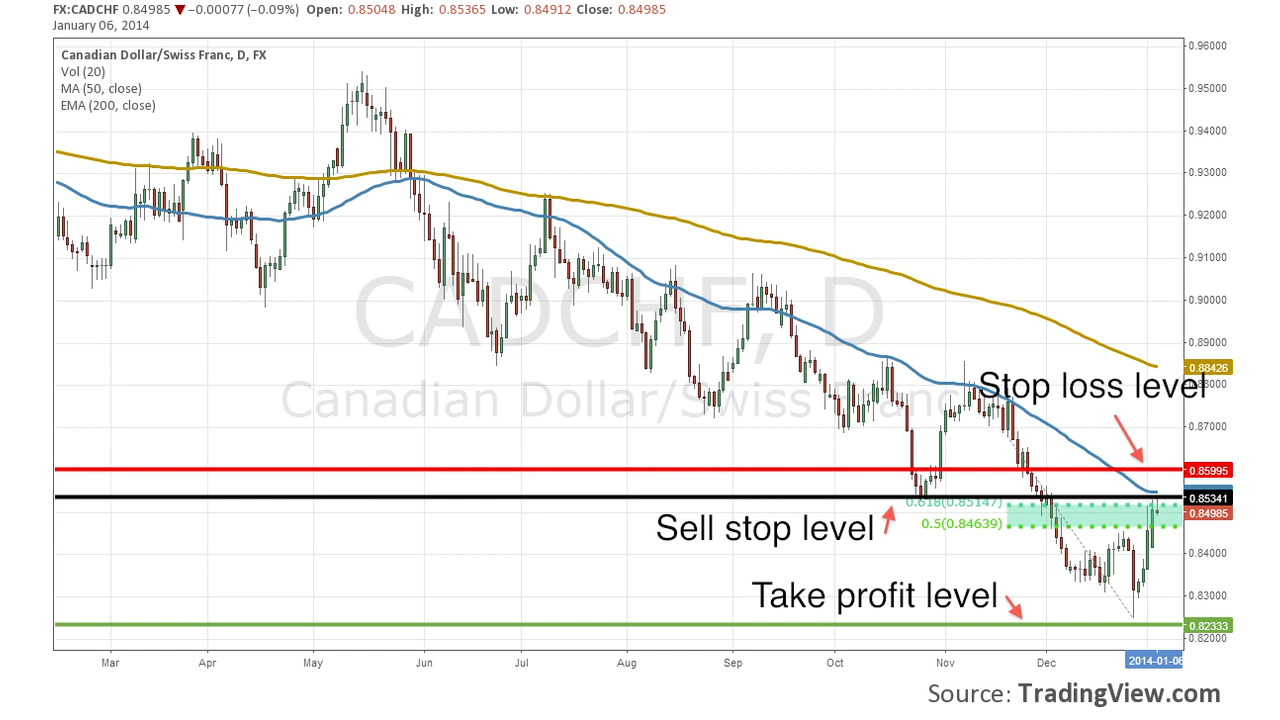 FX:CADCHF 0.84985 ▼ −0.00077 (−0.09%) Open: 0.85048 High: 0.85365 Low: 0.84912 Close: 0.84985
January 06, 2014
Canadian Dollar/Swiss Franc, D, FX
Vol (20)
MA (50, close)
EMA (200, close)
CADCHF, D
Canadian Dollar/Swiss Franc
0.96000
0.95000
0.94000
0.93000
0.92000
0.91000
0.90000
0.89000
0.88426
0.88000
Stop loss level
0.87000
0.85995
0.85341
0.618(0.85147)
0.84985
0.5(0.84639)
Sell stop level
0.84000
Take profit level
0.83000
0.82333
0.82000
Mar Apr May Jun Jul Aug Sep Oct Nov Dec 2014-01-06
Source: TradingView.com